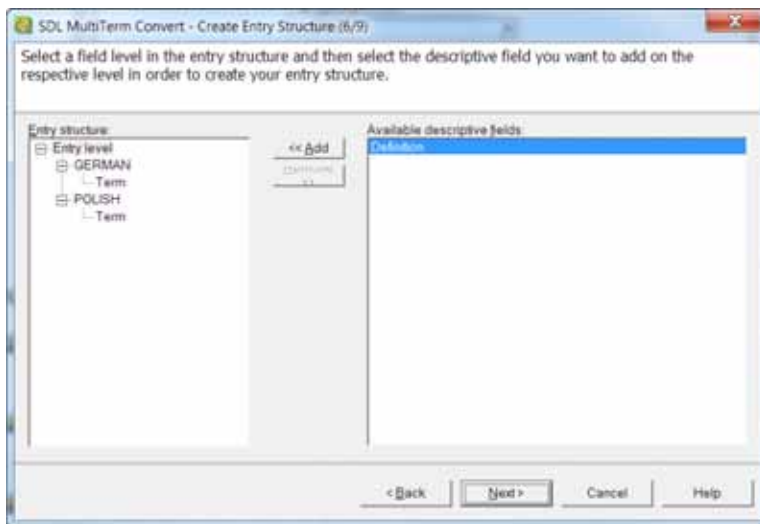 SDL MultiTerm Convert - Create Entry Structure (6/9)
Select a field level in the entry structure and then select the descriptive field you want to add on the
respective level in order to create your entry structure.
Entry structure:
Entry level
GERMAN
Term
POLISH
Term
<< Add
Available descriptive fields:
Definition
< Back
Next >
Cancel
Help